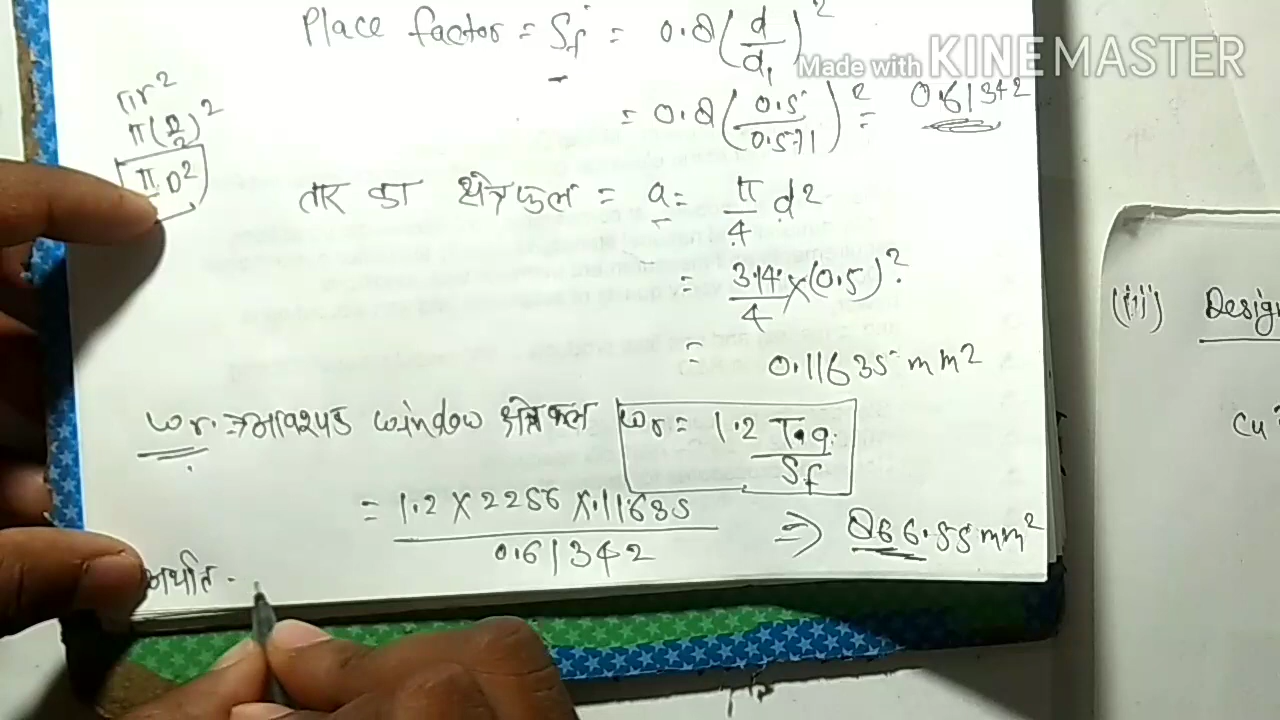 Place factor = Sf = 0.8(d/d₁)²
Made with KINEMASTER
= 0.8(0.5/0.571)² = 0.61342
πr²
π(D/2)²
πD²
तार का क्षेत्रफल = a = π/4 d²
= 3.14/4 × (0.5)²
= 0.11635 mm²
(iii) Design
Wr. ⇒ आवश्यक window क्षेत्रफल Wr = 1.2 T.a/Sf
Cu
= 1.2 × 2256 × .11635/0.61342 ⇒ 866.55 mm²
अर्थात -